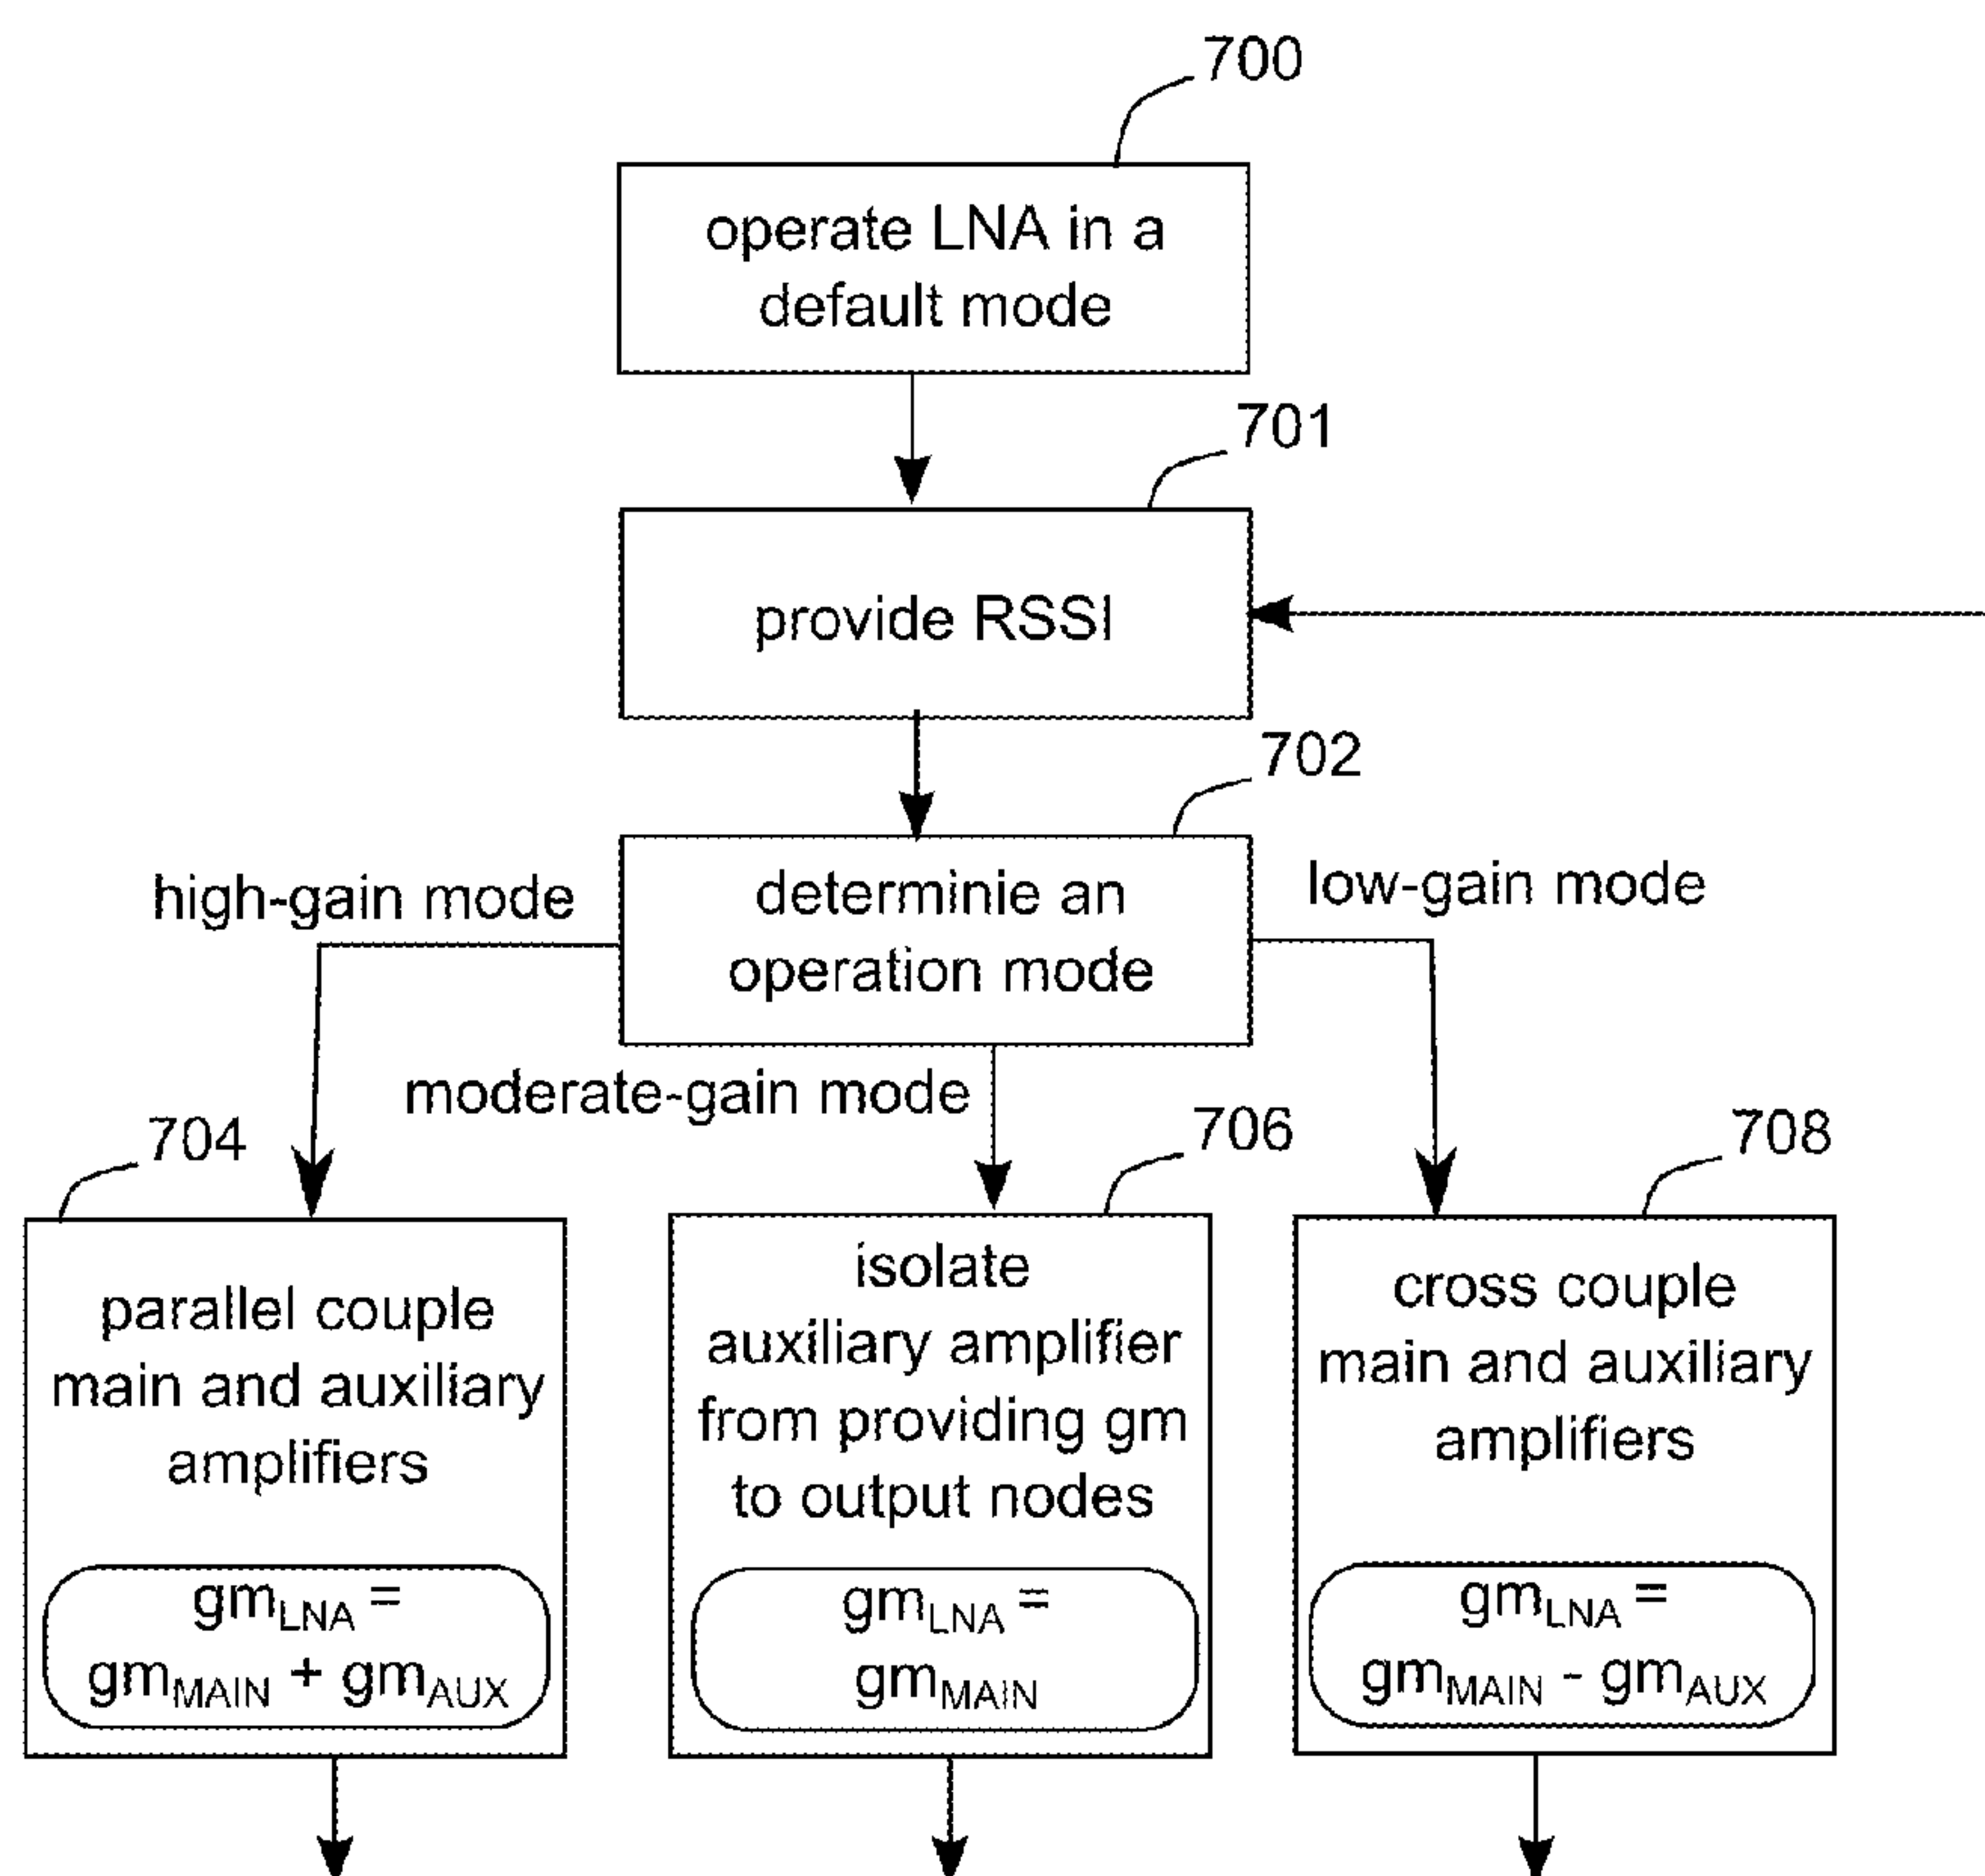 700
operate LNA in a
default mode
701
provide RSSI
702
determinie an
operation mode
high-gain mode
low-gain mode
moderate-gain mode
704
706
708
parallel couple
main and auxiliary
amplifiers
gmLNA =
gmMAIN + gmAUX
isolate
auxiliary amplifier
from providing gm
to output nodes
gmLNA =
gmMAIN
cross couple
main and auxiliary
amplifiers
gmLNA =
gmMAIN - gmAUX